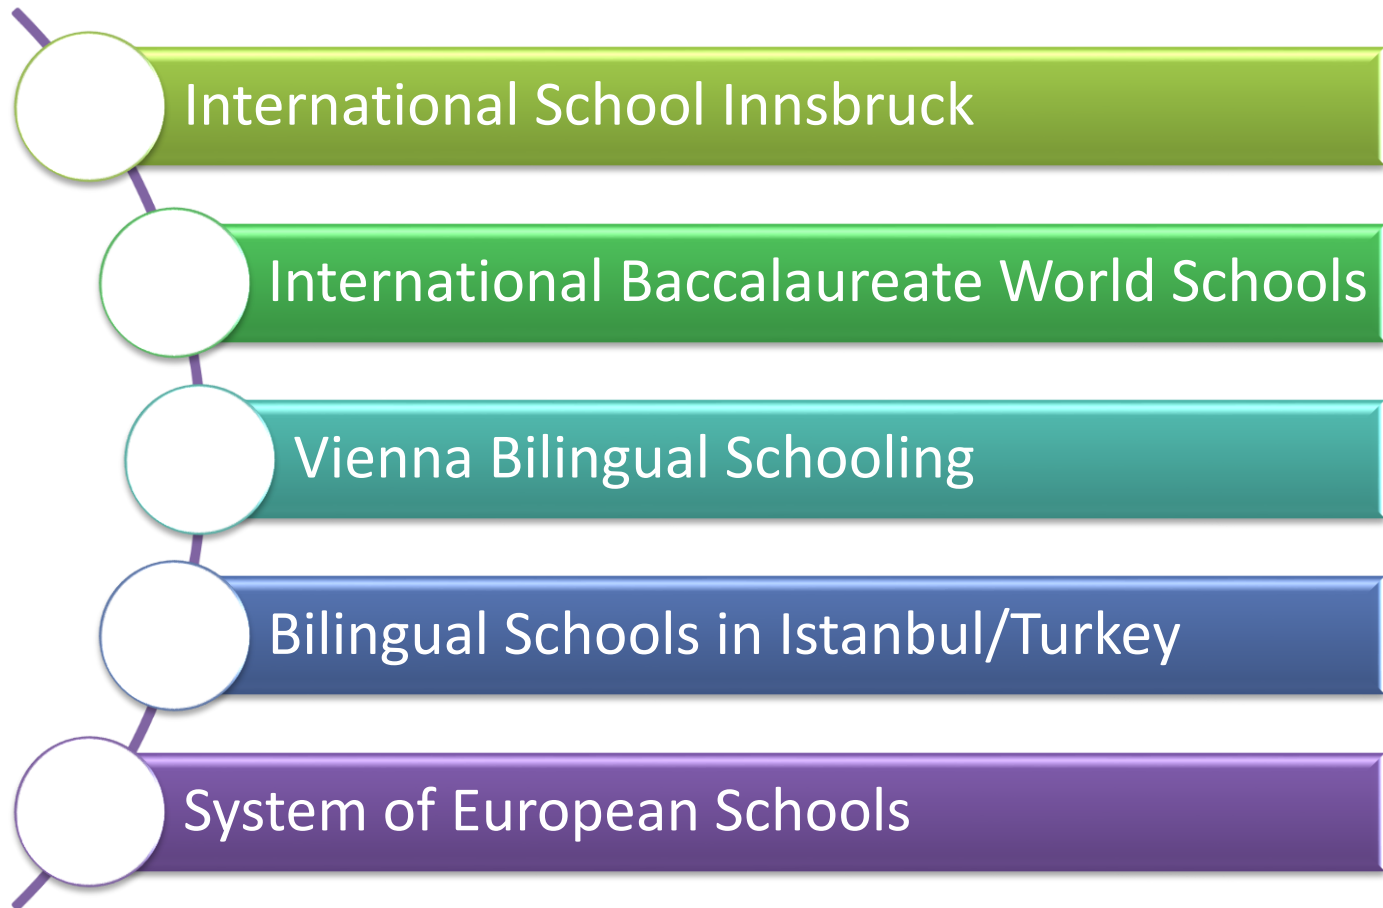 International School Innsbruck
International Baccalaureate World Schools
Vienna Bilingual Schooling
Bilingual Schools in Istanbul/Turkey
System of European Schools